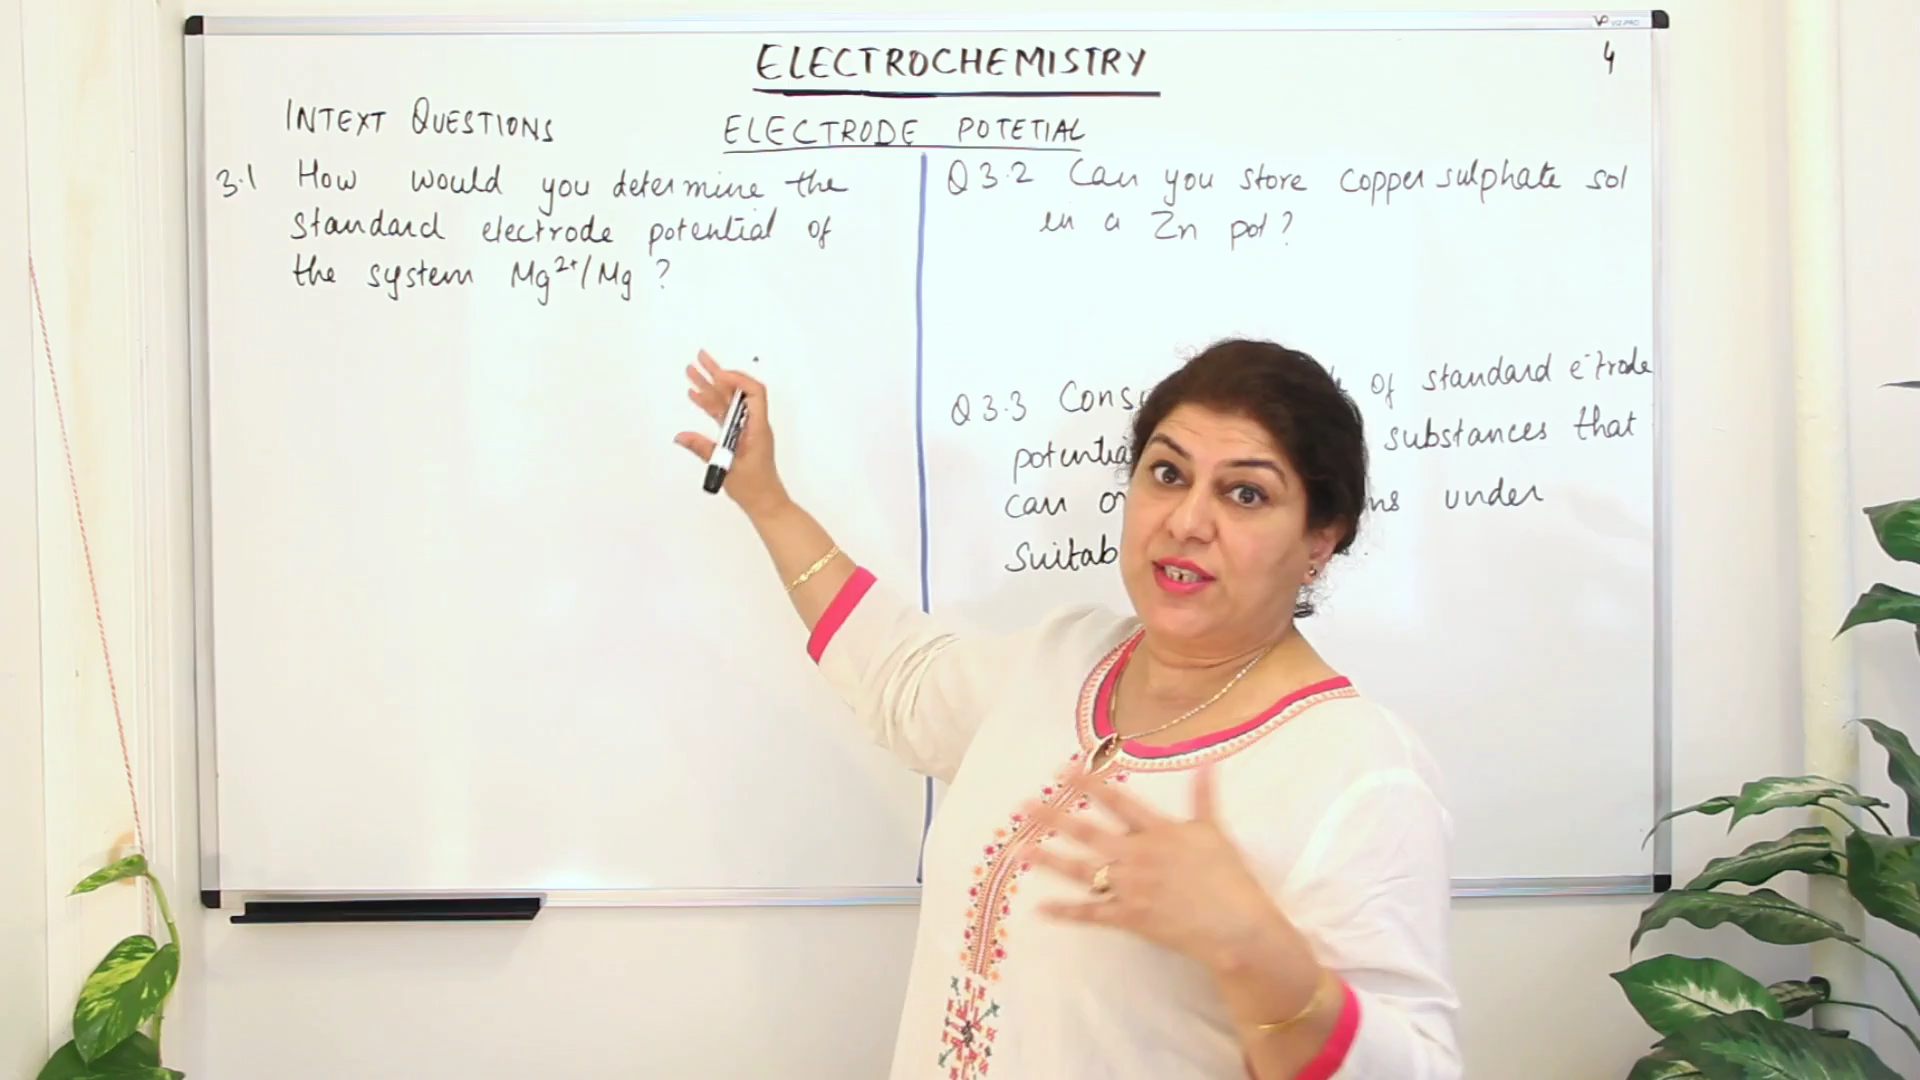 ELECTROCHEMISTRY
4
INTEXT QUESTIONS
ELECTRODE POTETIAL
3.1 How would you determine the
standard electrode potential of
the system Mg²⁺/Mg ?
Q 3.2 Can you store copper sulphate sol
in a Zn pot?
Q 3.3 Cons of standard e⁻trode
potentia substances that
can o ns under
Suitab